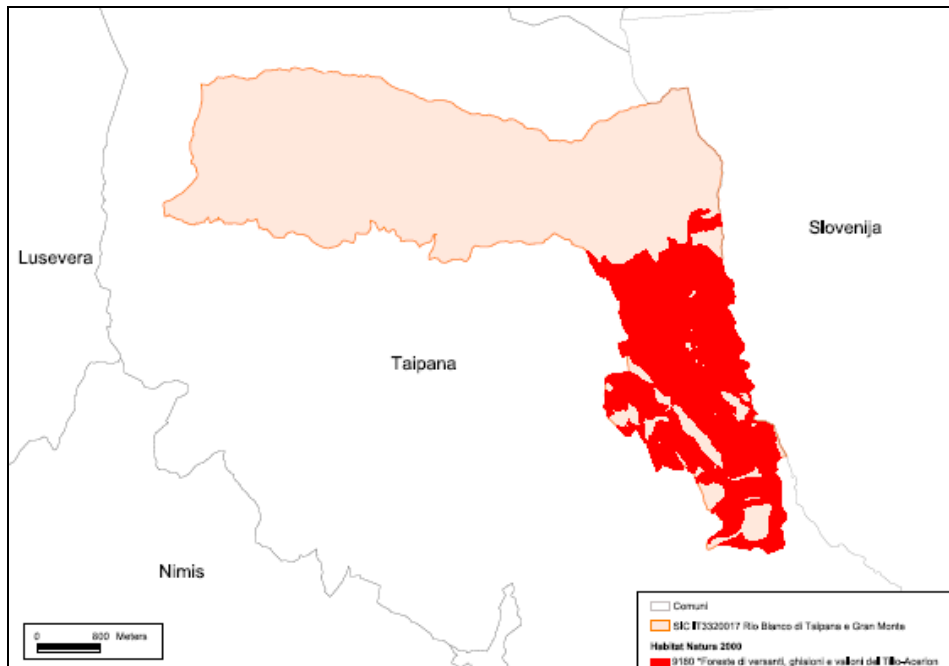 Slovenija
Lusevera
Taipana
Nimis
0 800 Meters
Comuni
SIC IT3320017 Rio Bianco di Taipana e Gran Monte
Habitat Natura 2000
9180 *Foreste di versanti, ghiaioni e valloni del Tilio-Acerion